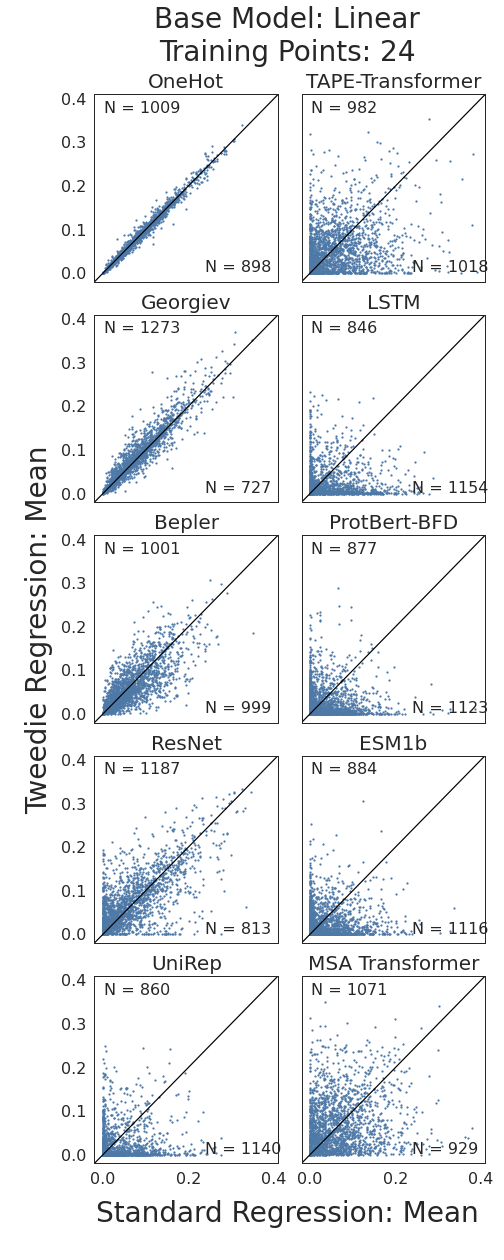 Base Model: Linear
Training Points: 24
OneHot
TAPE-Transformer
0.4
0.3
0.2
0.1
0.0
N = 1009
N = 898
N = 982
N = 1018
Georgiev
LSTM
0.4
0.3
0.2
0.1
0.0
N = 1273
N = 727
N = 846
N = 1154
Tweedie Regression: Mean
Bepler
ProtBert-BFD
0.4
0.3
0.2
0.1
0.0
N = 1001
N = 999
N = 877
N = 1123
ResNet
ESM1b
0.4
0.3
0.2
0.1
0.0
N = 1187
N = 813
N = 884
N = 1116
UniRep
MSA Transformer
0.4
0.3
0.2
0.1
0.0
N = 860
N = 1140
N = 1071
N = 929
0.0 0.2 0.4 0.0 0.2 0.4
Standard Regression: Mean